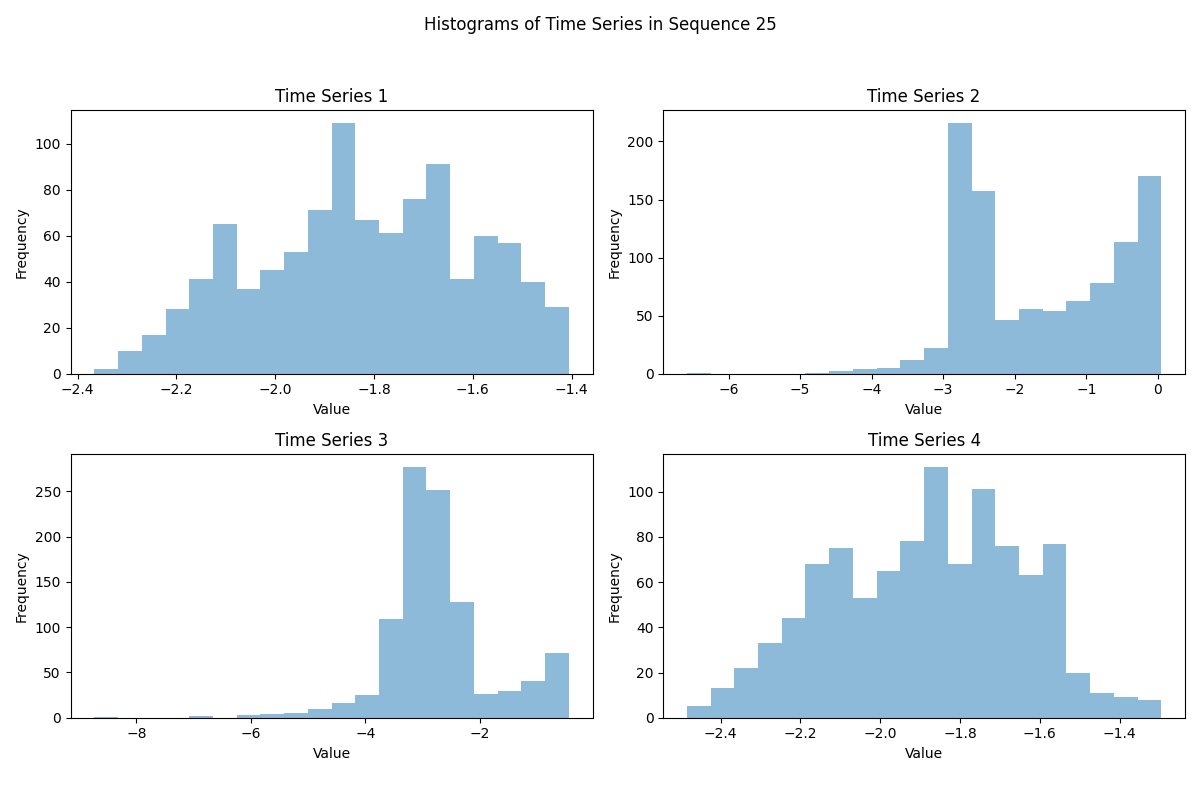 Histograms of Time Series in Sequence 25
Time Series 1
Frequency
100
80
60
40
20
0
−2.4 −2.2 −2.0 −1.8 −1.6 −1.4
Value
Time Series 2
Frequency
200
150
100
50
0
−6 −5 −4 −3 −2 −1 0
Value
Time Series 3
Frequency
250
200
150
100
50
0
−8 −6 −4 −2
Value
Time Series 4
Frequency
100
80
60
40
20
0
−2.4 −2.2 −2.0 −1.8 −1.6 −1.4
Value